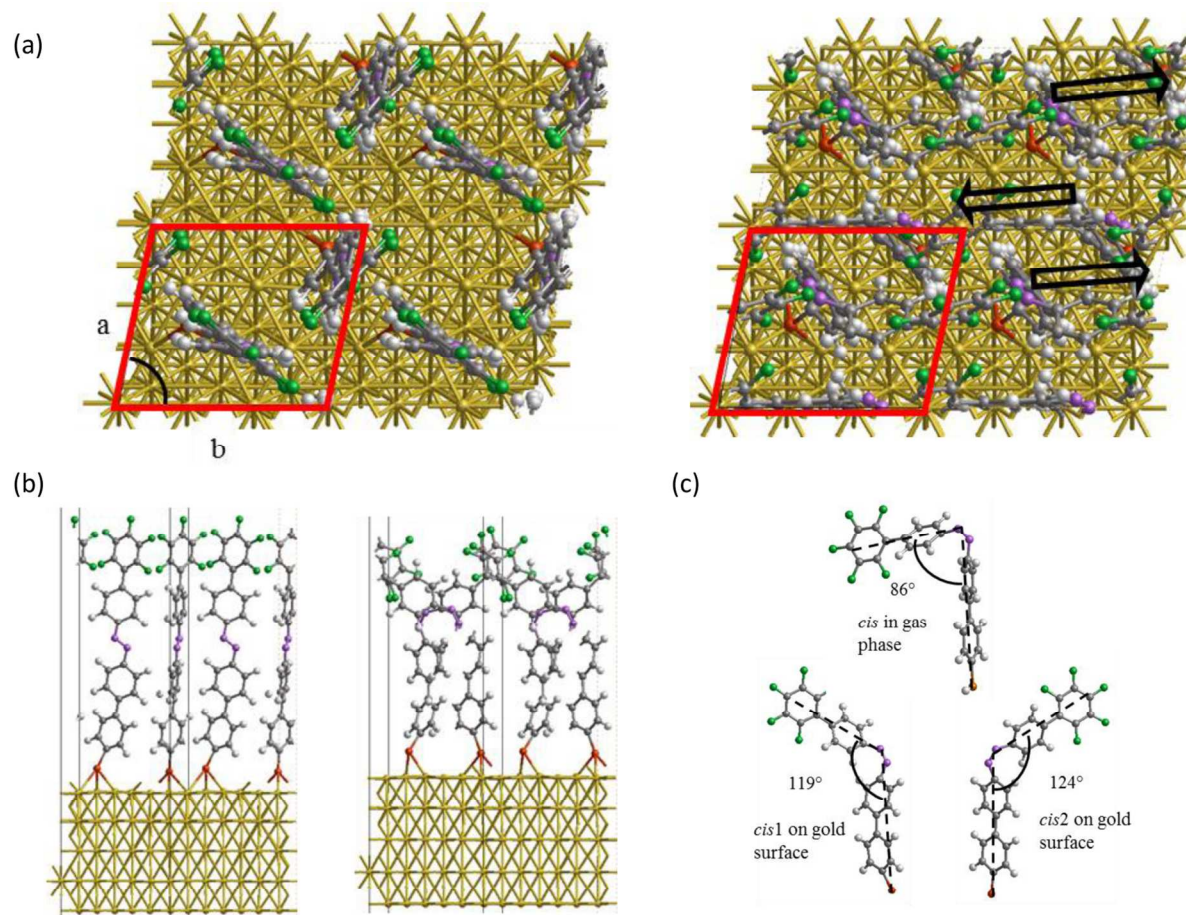 (a)
a
b
(b)
(c)
86°
cis in gas
phase
119°
cis1 on gold
surface
124°
cis2 on gold
surface